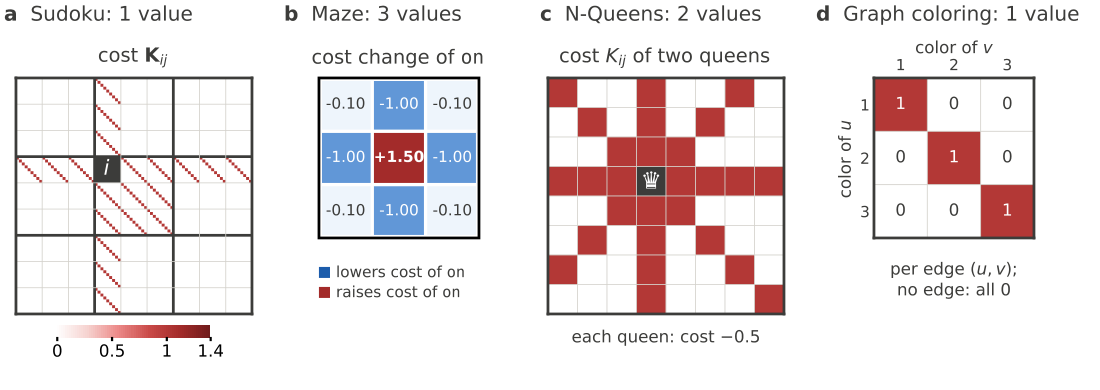 a Sudoku: 1 value
cost K_ij
i
0 0.5 1 1.4
b Maze: 3 values
cost change of on
-0.10 -1.00 -0.10
-1.00 +1.50 -1.00
-0.10 -1.00 -0.10
lowers cost of on
raises cost of on
c N-Queens: 2 values
cost K_ij of two queens
♛
each queen: cost −0.5
d Graph coloring: 1 value
color of v
1 2 3
color of u
1 1 0 0
2 0 1 0
3 0 0 1
per edge (u, v);
no edge: all 0